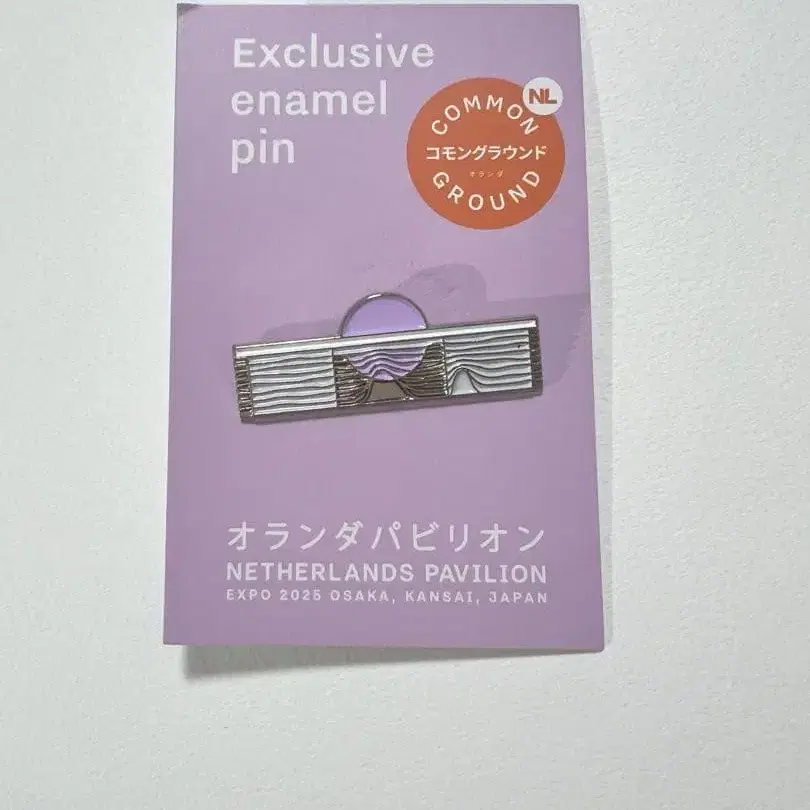 Exclusive
enamel
pin
NL
COMMON
コモングラウンド
オランダ
GROUND
オランダパビリオン
NETHERLANDS PAVILION
EXPO 2025 OSAKA, KANSAI, JAPAN